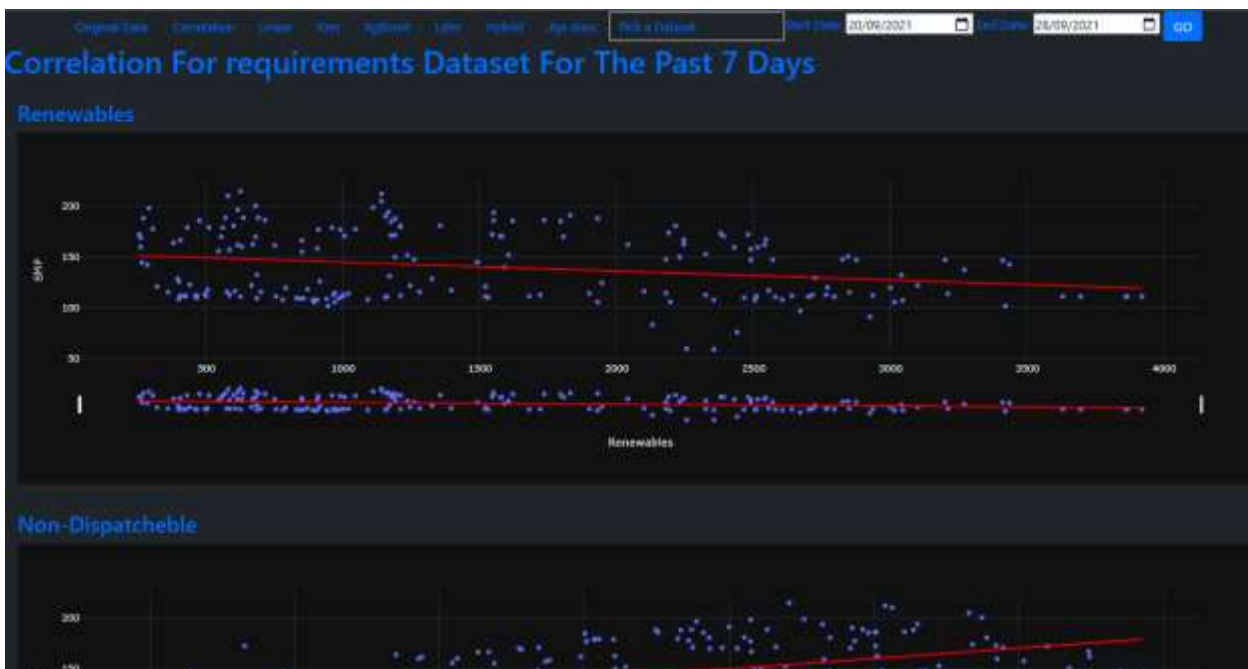 Original Data Correlation Linear Knn XgBoost Lstm Hybrid Api docs Pick a Dataset Start Date 20/09/2021 End Date 28/09/2021 GO
Correlation For requirements Dataset For The Past 7 Days
Renewables
200
150
100
50
SMP
500 1000 1500 2000 2500 3000 3500 4000
Renewables
Non-Dispatcheble
200
150